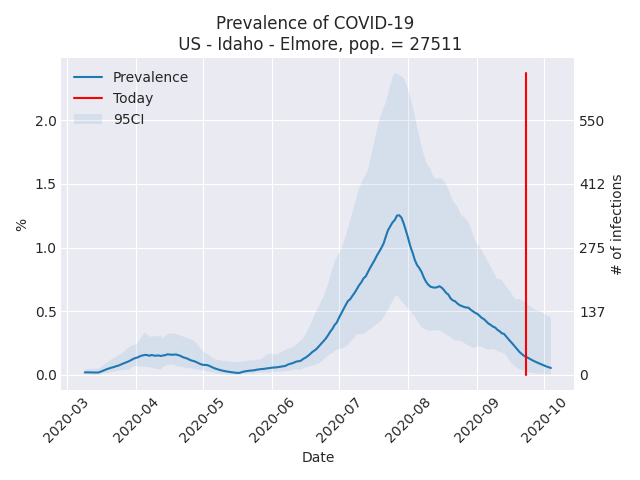 Prevalence of COVID-19
US - Idaho - Elmore, pop. = 27511
Prevalence
Today
95CI
2.0
1.5
1.0
0.5
0.0
%
550
412
275
137
0
# of infections
2020-03
2020-04
2020-05
2020-06
2020-07
2020-08
2020-09
2020-10
Date